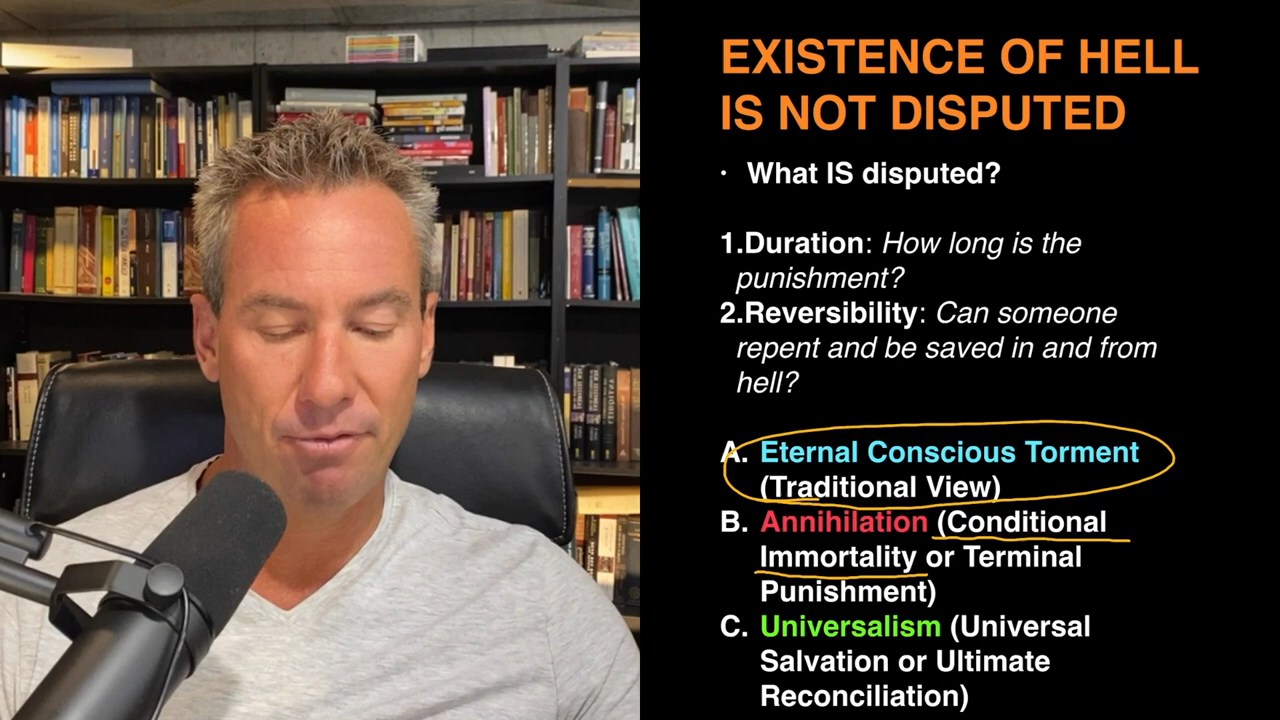 EXISTENCE OF HELL
IS NOT DISPUTED
• What IS disputed?
1.Duration: How long is the
punishment?
2.Reversibility: Can someone
repent and be saved in and from
hell?
A. Eternal Conscious Torment
(Traditional View)
B. Annihilation (Conditional
Immortality or Terminal
Punishment)
C. Universalism (Universal
Salvation or Ultimate
Reconciliation)